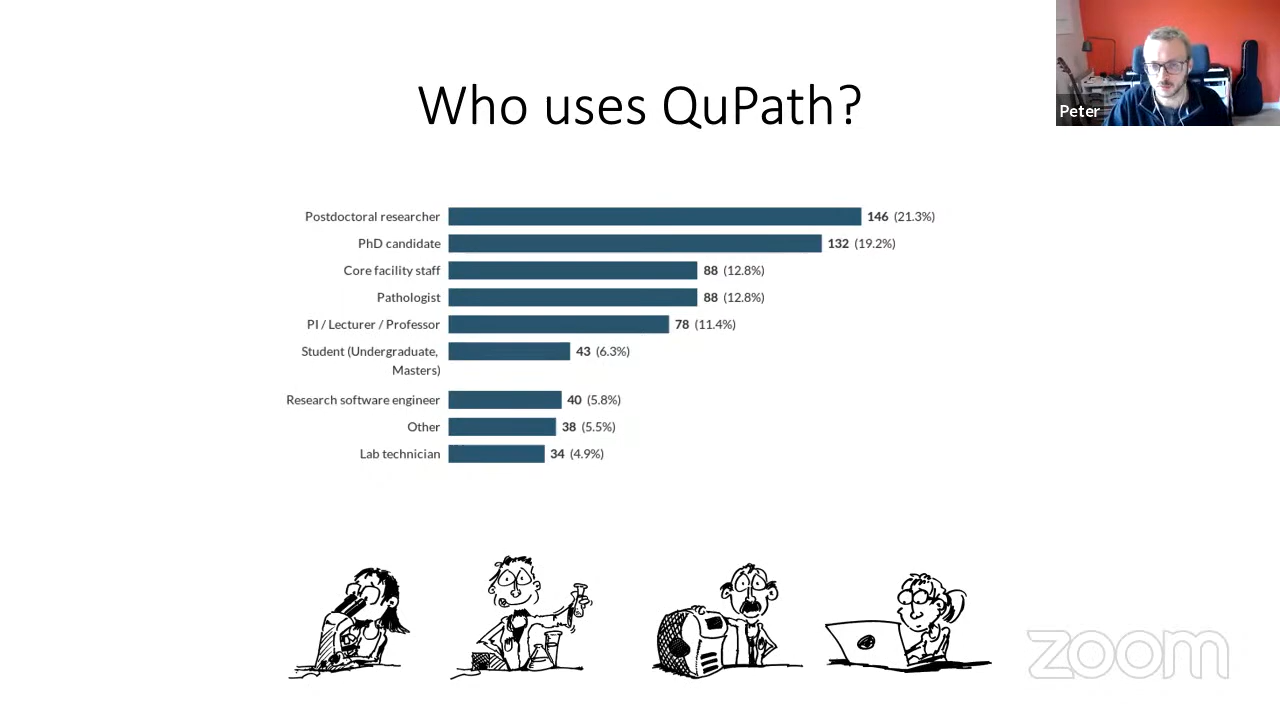 Who uses QuPath?
Peter
Postdoctoral researcher 146 (21.3%)
PhD candidate 132 (19.2%)
Core facility staff 88 (12.8%)
Pathologist 88 (12.8%)
PI / Lecturer / Professor 78 (11.4%)
Student (Undergraduate, 43 (6.3%)
Masters)
Research software engineer 40 (5.8%)
Other 38 (5.5%)
Lab technician 34 (4.9%)
zoom